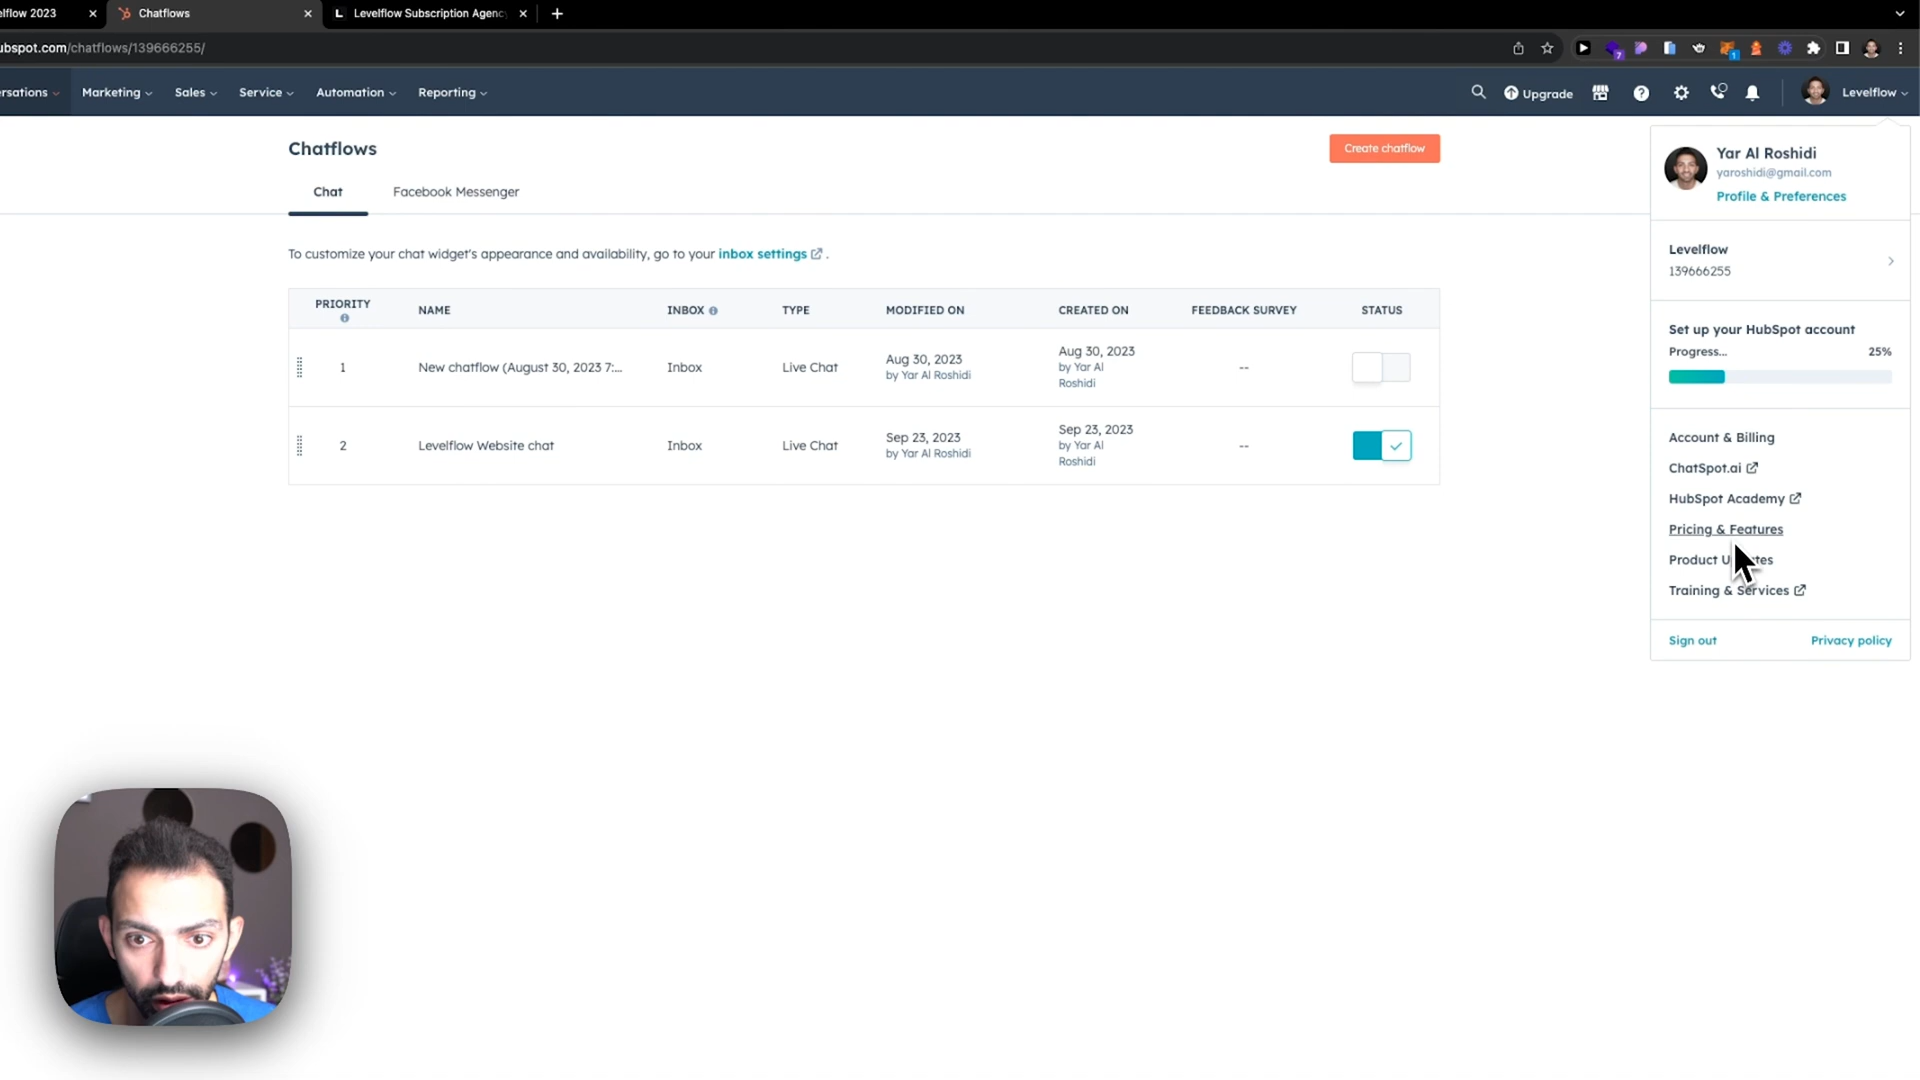 elflow 2023
Chatflows
Levelflow Subscription Agenc
ubspot.com/chatflows/139666255/
7
1
rsations
Marketing
Sales
Service
Automation
Reporting
Upgrade
Levelflow
Chatflows
Create chatflow
Chat
Facebook Messenger
To customize your chat widget's appearance and availability, go to your inbox settings .
PRIORITY
NAME
INBOX
TYPE
MODIFIED ON
CREATED ON
FEEDBACK SURVEY
STATUS
1
New chatflow (August 30, 2023 7:...
Inbox
Live Chat
Aug 30, 2023
by Yar Al Roshidi
Aug 30, 2023
by Yar Al
Roshidi
--
2
Levelflow Website chat
Inbox
Live Chat
Sep 23, 2023
by Yar Al Roshidi
Sep 23, 2023
by Yar Al
Roshidi
--
Yar Al Roshidi
yaroshidi@gmail.com
Profile & Preferences
Levelflow
139666255
Set up your HubSpot account
Progress...
25%
Account & Billing
ChatSpot.ai
HubSpot Academy
Pricing & Features
Product
Training & Services
Sign out
Privacy policy